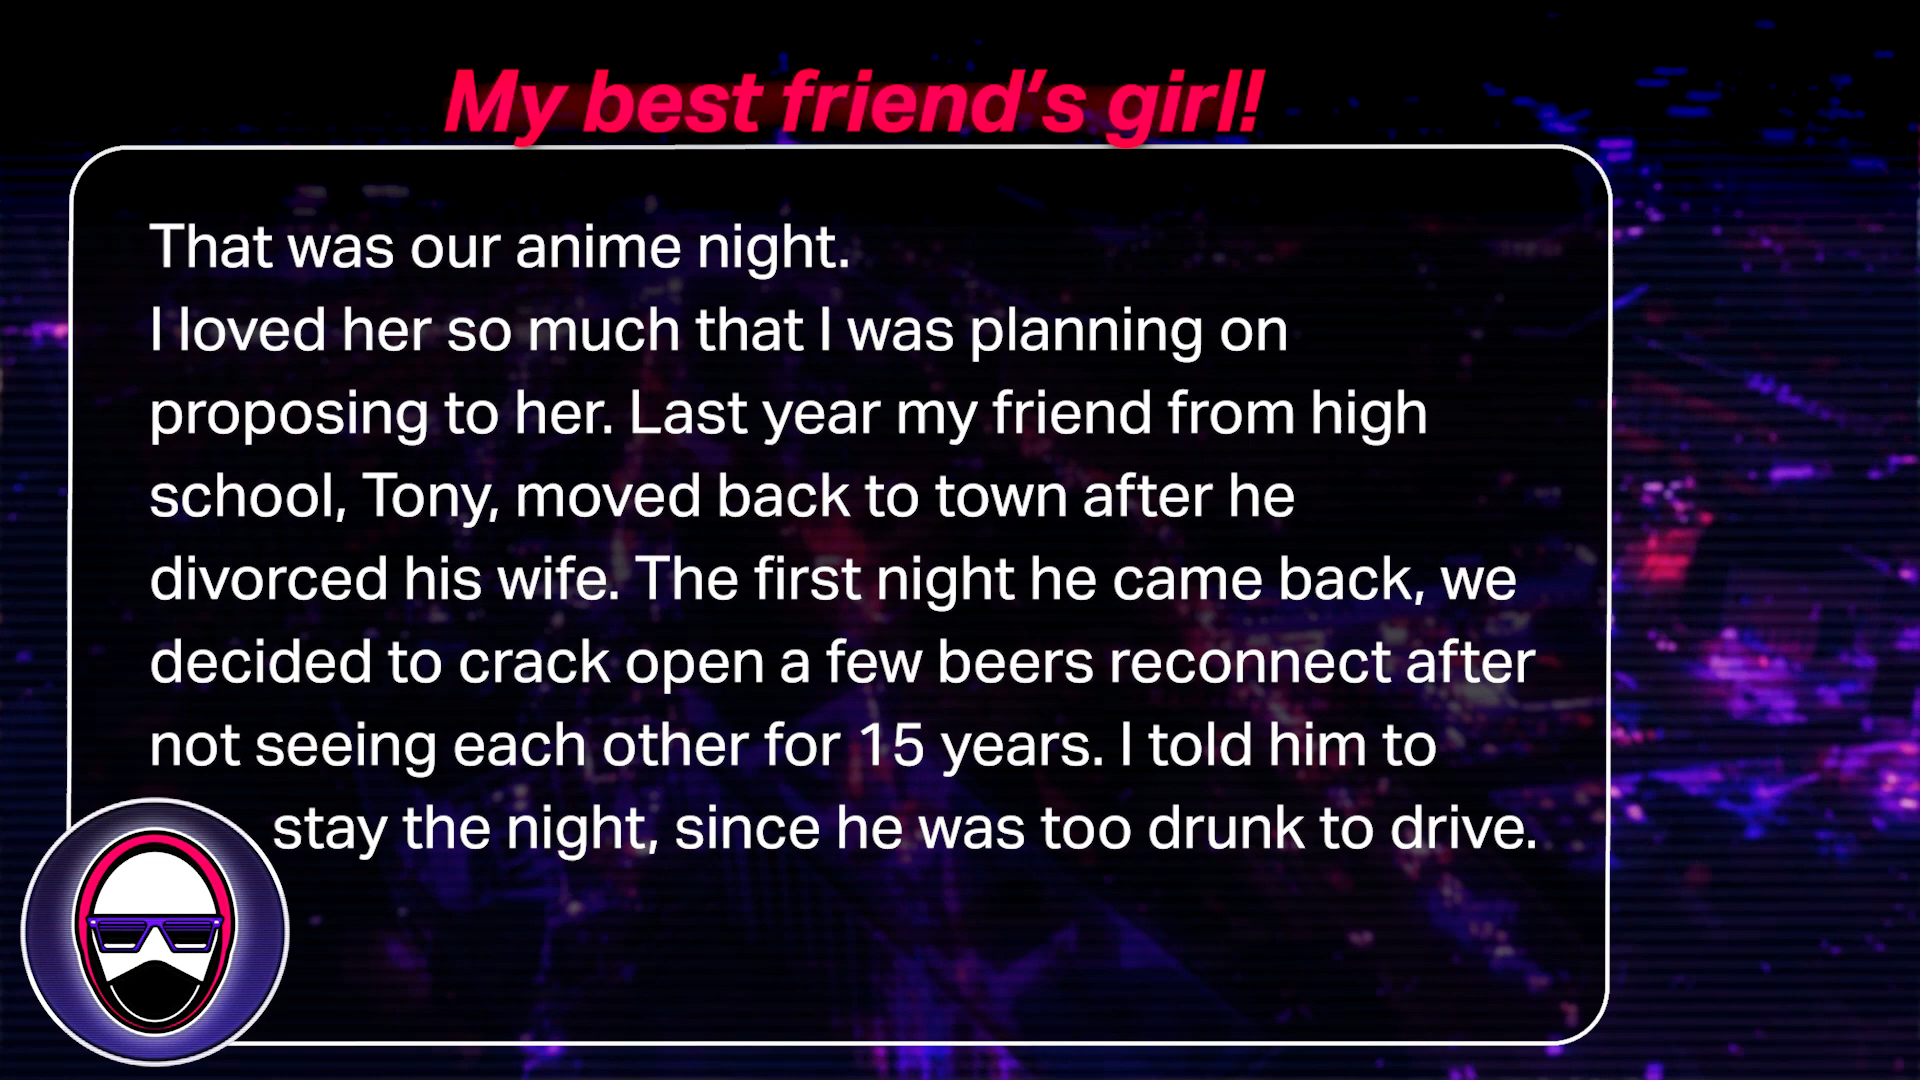 My best friend's girl!
That was our anime night.
I loved her so much that I was planning on
proposing to her. Last year my friend from high
school, Tony, moved back to town after he
divorced his wife. The first night he came back, we
decided to crack open a few beers reconnect after
not seeing each other for 15 years. I told him to
stay the night, since he was too drunk to drive.